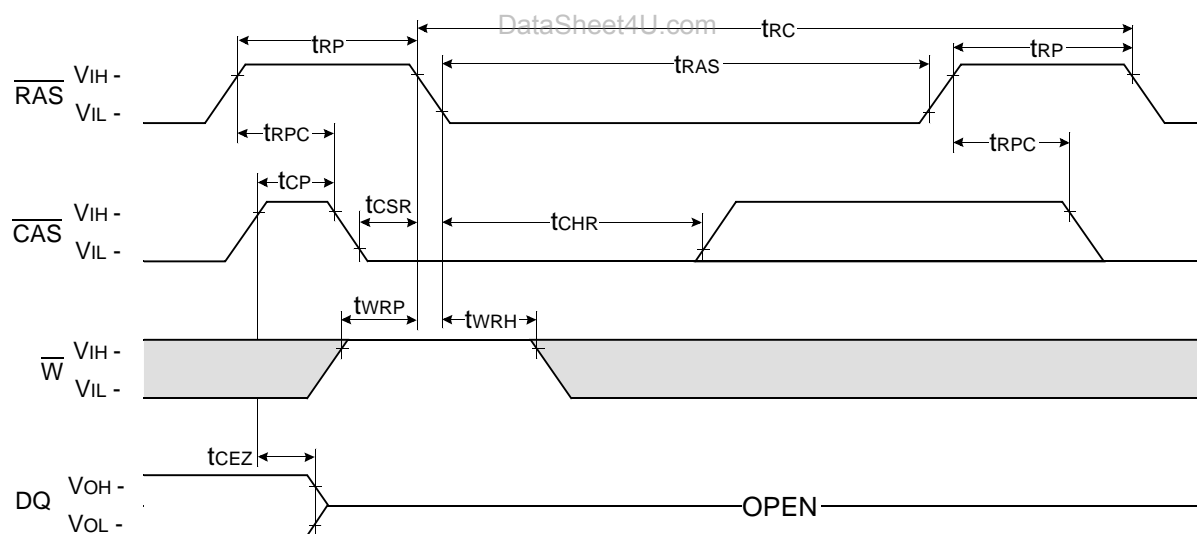 DataSheet4U.com
tRP
tRC
tRP
tRAS
RAS
VIH -
VIL -
tRPC
tRPC
tCP
tCSR
tCHR
CAS
VIH -
VIL -
tWRP
tWRH
W
VIH -
VIL -
tCEZ
DQ
VOH -
VOL -
OPEN